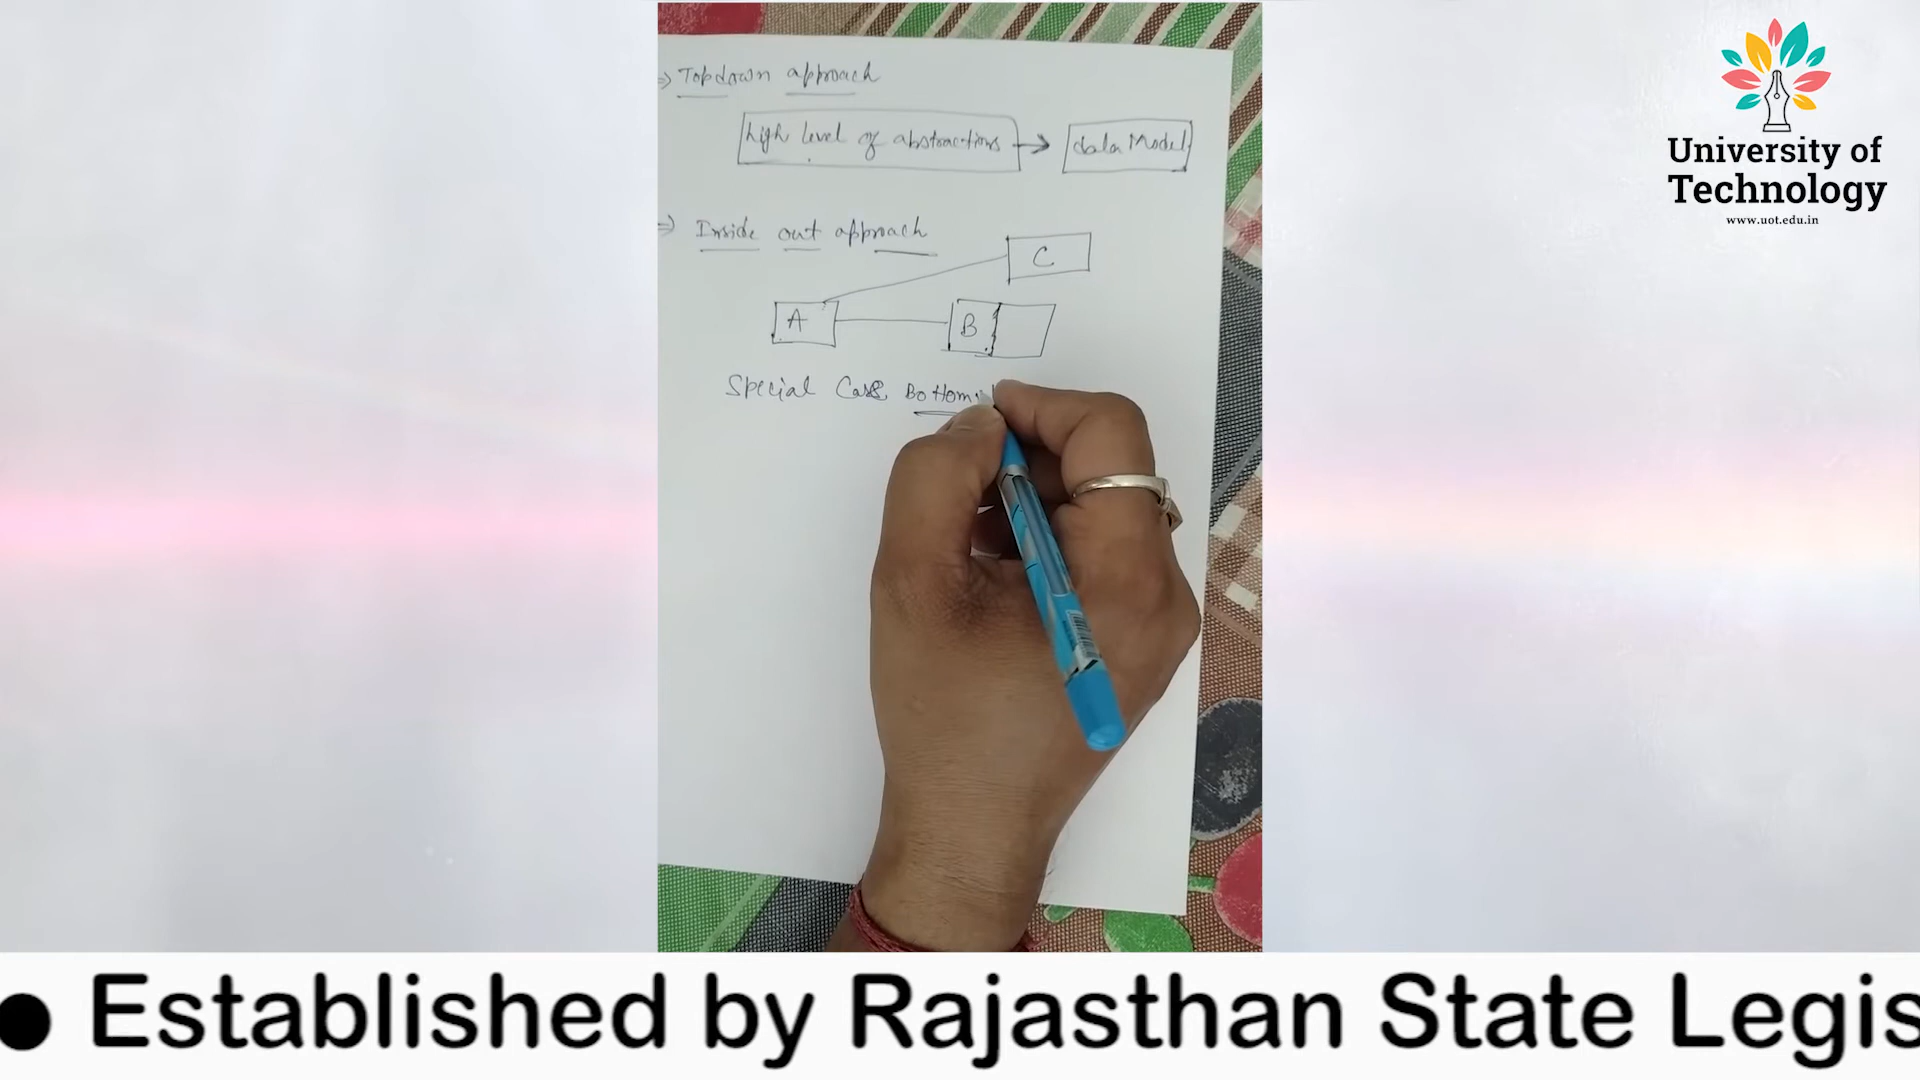 ⇒ Topdown approach
high level of abstractions → data Model
⇒ Inside out approach
C
A
B
Special Case Bottom
University of
Technology
www.uot.edu.in
• Established by Rajasthan State Legis